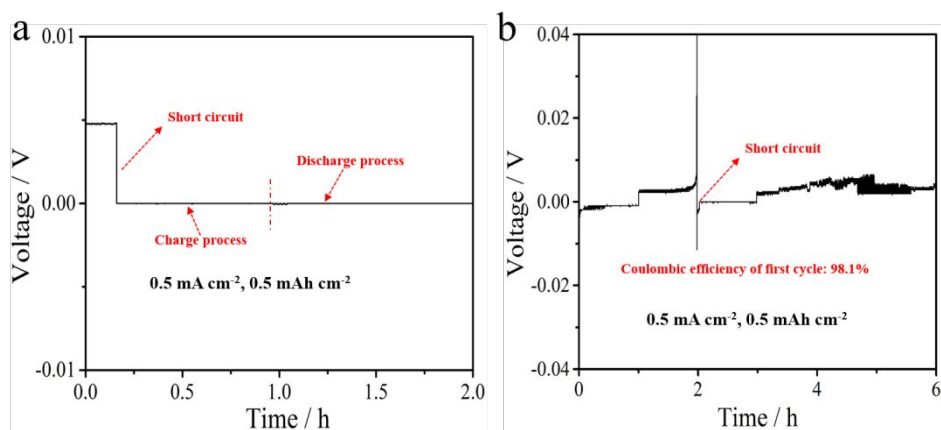 a
0.01
0.00
-0.01
Voltage / V
Short circuit
Discharge process
Charge process
0.5 mA cm-2, 0.5 mAh cm-2
0.0
0.5
1.0
1.5
2.0
Time / h
b
0.04
0.02
0.00
-0.02
-0.04
Voltage / V
Short circuit
Coulombic efficiency of first cycle: 98.1%
0.5 mA cm-2, 0.5 mAh cm-2
0
2
4
6
Time / h